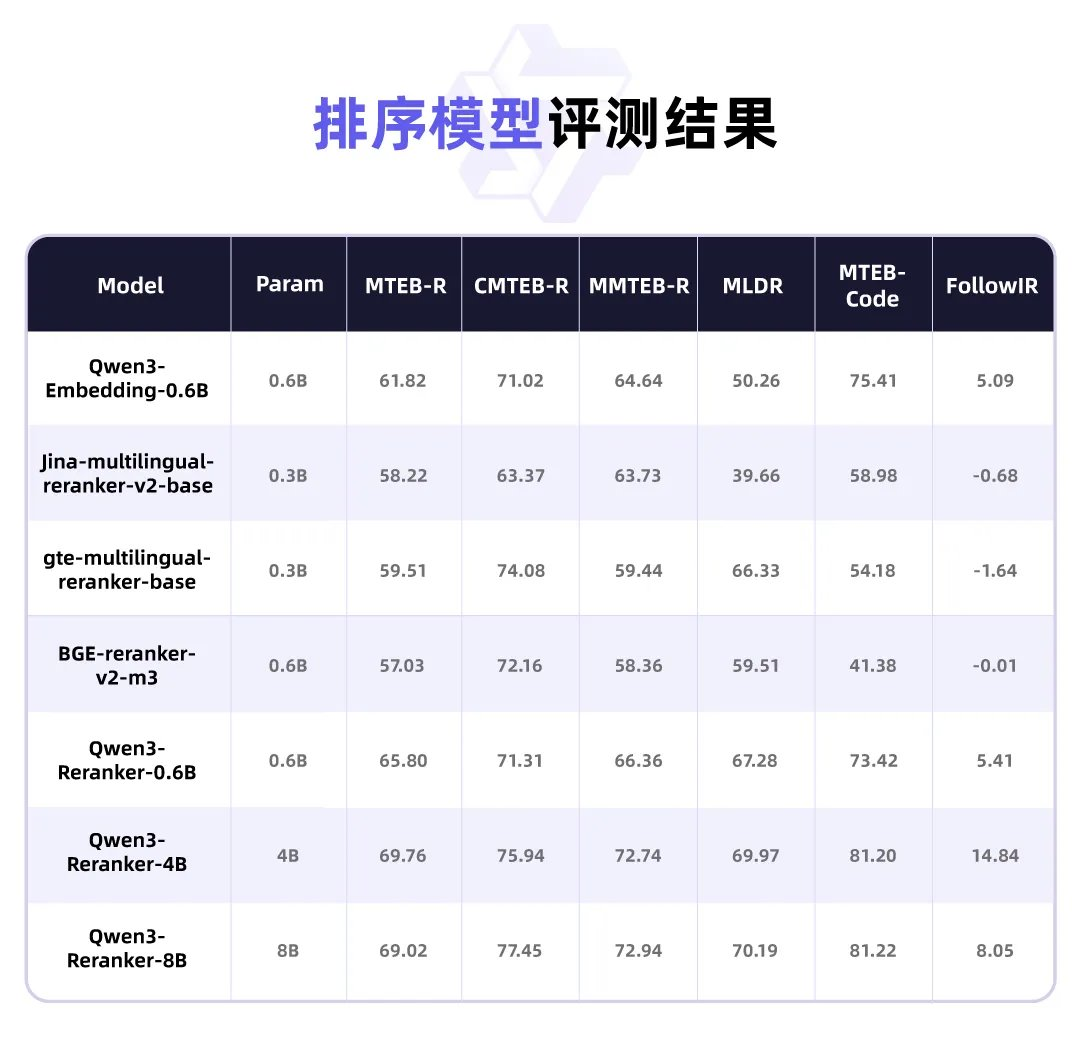 排序模型评测结果
Model Param MTEB-R CMTEB-R MMTEB-R MLDR MTEB-
Code FollowIR
Qwen3-
Embedding-0.6B 0.6B 61.82 71.02 64.64 50.26 75.41 5.09
Jina-multilingual-
reranker-v2-base 0.3B 58.22 63.37 63.73 39.66 58.98 -0.68
gte-multilingual-
reranker-base 0.3B 59.51 74.08 59.44 66.33 54.18 -1.64
BGE-reranker-
v2-m3 0.6B 57.03 72.16 58.36 59.51 41.38 -0.01
Qwen3-
Reranker-0.6B 0.6B 65.80 71.31 66.36 67.28 73.42 5.41
Qwen3-
Reranker-4B 4B 69.76 75.94 72.74 69.97 81.20 14.84
Qwen3-
Reranker-8B 8B 69.02 77.45 72.94 70.19 81.22 8.05